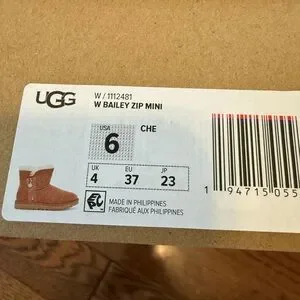 UGG
W / 1112481
W BAILEY ZIP MINI
USA
6
CHE
UK
4
EU
37
JP
23
MADE IN PHILIPPINES
FABRIQUÉ AUX PHILIPPINES
1 94715 055